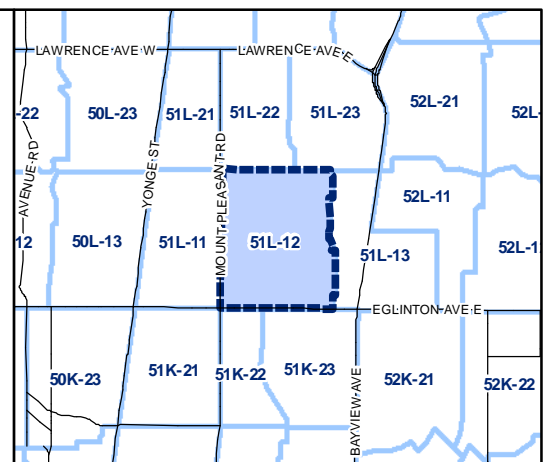 LAWRENCE AVE W
LAWRENCE AVE E
-22
50L-23
51L-21
51L-22
51L-23
52L-21
52L-
AVENUE RD
YONGE ST
MOUNT PLEASANT RD
12
50L-13
51L-11
51L-12
51L-13
52L-11
52L-1
EGLINTON AVE E
50K-23
51K-21
51K-22
51K-23
BAYVIEW AVE
52K-21
52K-22